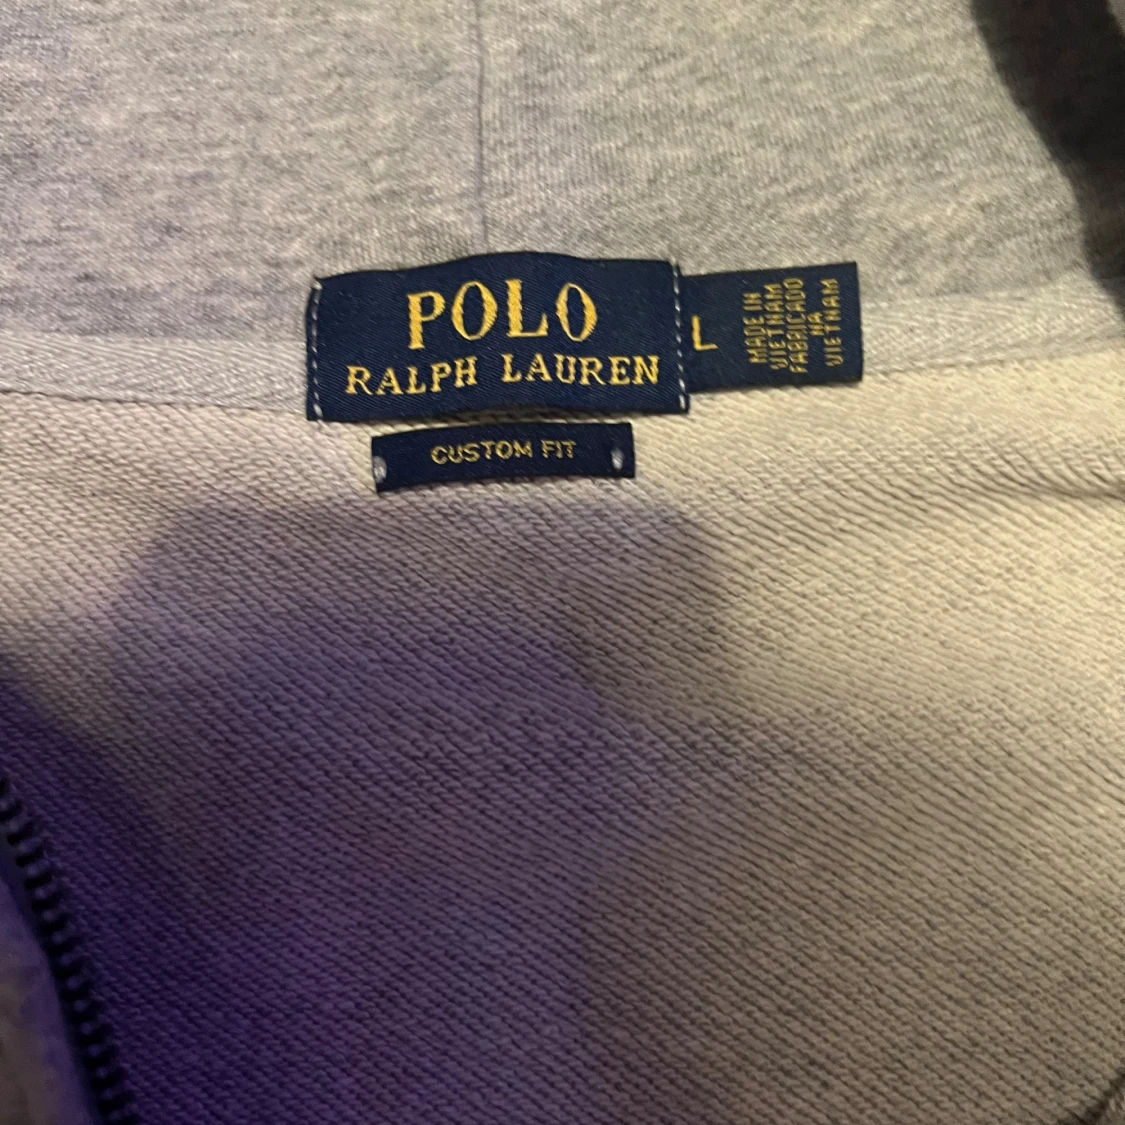 POLO
RALPH LAUREN
L
MADE IN
VIETNAM
FABRICADO
NA
VIETNAM
CUSTOM FIT